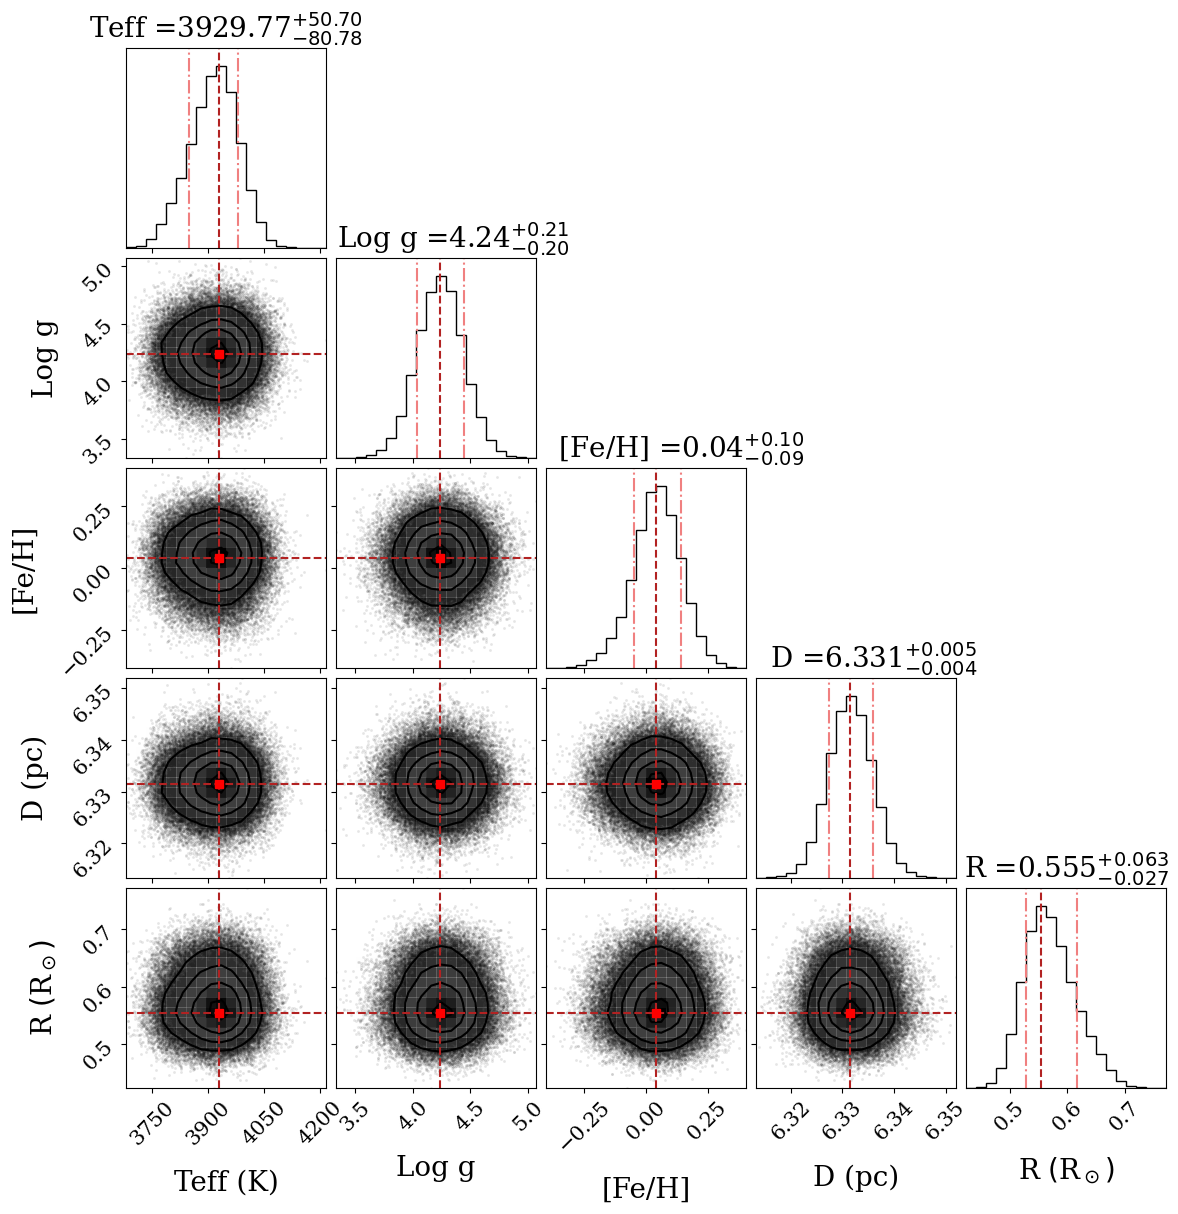 Teff =3929.77+50.70−80.78
Log g =4.24+0.21−0.20
5.0
4.5
4.0
3.5
Log g
[Fe/H] =0.04+0.10−0.09
0.25
0.00
−0.25
[Fe/H]
D =6.331+0.005−0.004
6.35
6.34
6.33
6.32
D (pc)
R =0.555+0.063−0.027
0.7
0.6
0.5
R (R⊙)
3750 3900 4050 4200
3.5 4.0 4.5 5.0
−0.25 0.00 0.25
6.32 6.33 6.34 6.35
0.5 0.6 0.7
Teff (K)
Log g
[Fe/H]
D (pc)
R (R⊙)